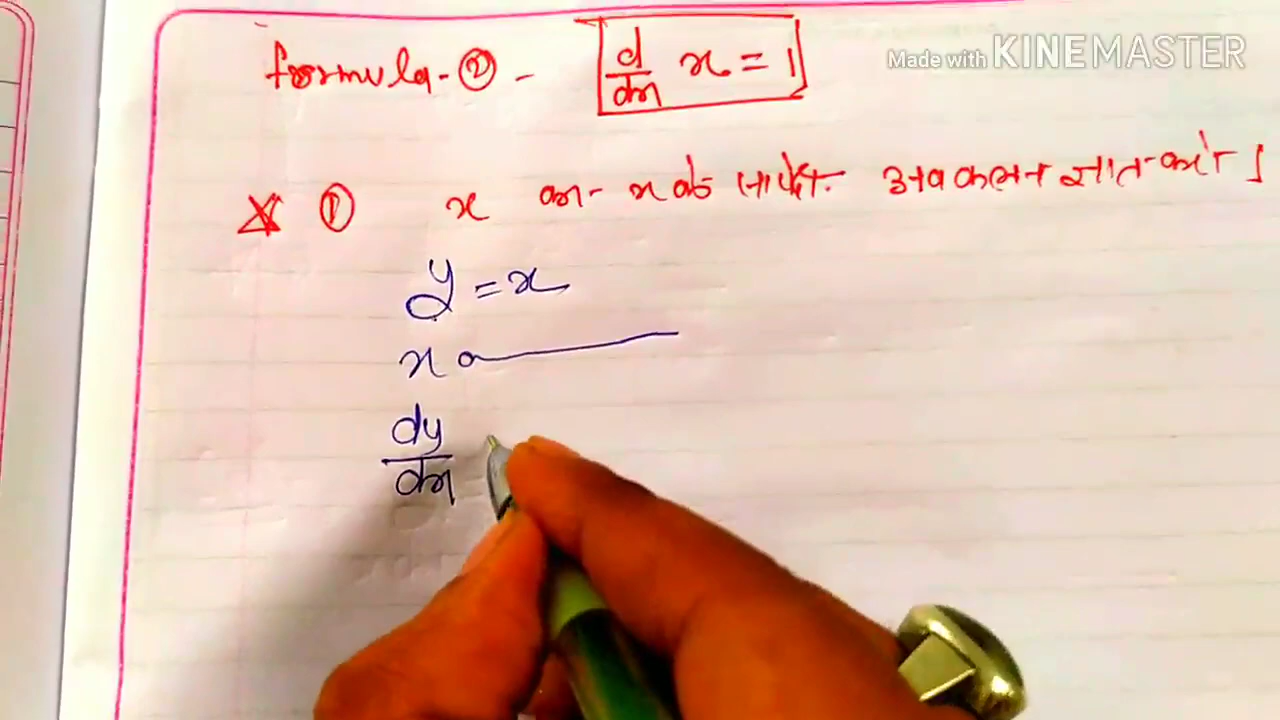 Made with KINEMASTER
formula-② - d/dx x = 1
① x का- x के सापेक्ष अवकलन ज्ञात करें।
y = x
x
dy/dx